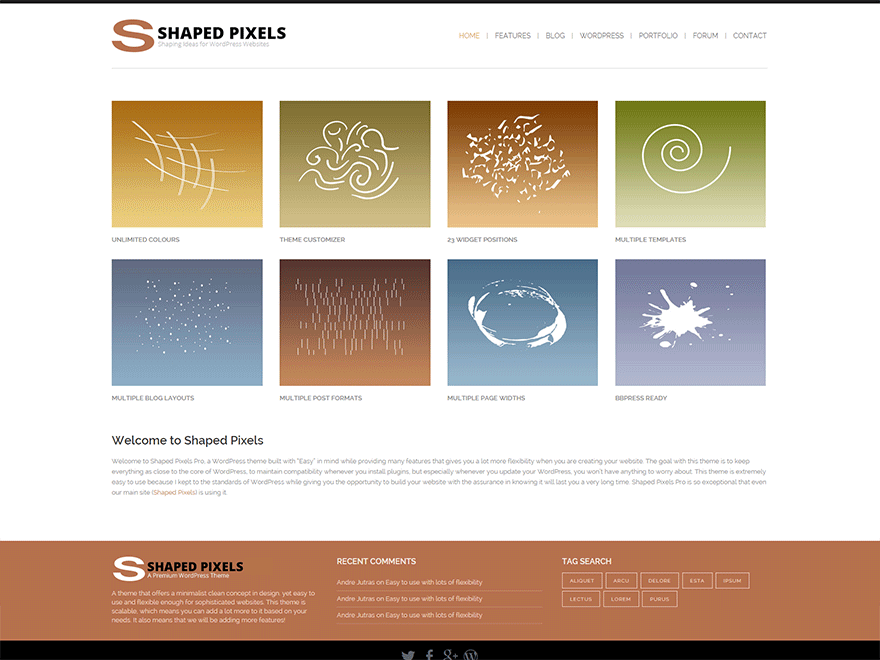 S SHAPED PIXELS
Shaping Ideas for WordPress Websites
HOME | FEATURES | BLOG | WORDPRESS | PORTFOLIO | FORUM | CONTACT
UNLIMITED COLOURS
THEME CUSTOMIZER
23 WIDGET POSITIONS
MULTIPLE TEMPLATES
MULTIPLE BLOG LAYOUTS
MULTIPLE POST FORMATS
MULTIPLE PAGE WIDTHS
BBPRESS READY
Welcome to Shaped Pixels
Welcome to Shaped Pixels Pro, a WordPress theme built with "Easy" in mind while providing many features that gives you a lot more flexibility when you are creating your website. The goal with this theme is to keep
everything as close to the core of WordPress, to maintain compatibility whenever you install plugins, but especially whenever you update your WordPress, you won't have anything to worry about. This theme is extremely
easy to use because I kept to the standards of WordPress while giving you the opportunity to build your website with the assurance in knowing it will last you a very long time. Shaped Pixels Pro is so exceptional that even
our main site (Shaped Pixels) is using it.
S SHAPED PIXELS
A Premium WordPress Theme
A theme that offers a minimalist clean concept in design; yet easy to
use and flexible enough for sophisticated websites. This theme is
scalable, which means you can add a lot more to it based on your
needs. It also means that we will be adding more features!
RECENT COMMENTS
Andre Jutras on Easy to use with lots of flexibility
Andre Jutras on Easy to use with lots of flexibility
Andre Jutras on Easy to use with lots of flexibility
TAG SEARCH
ALIQUET ARCU DELORE ESTA IPSUM
LECTUS LOREM PURUS